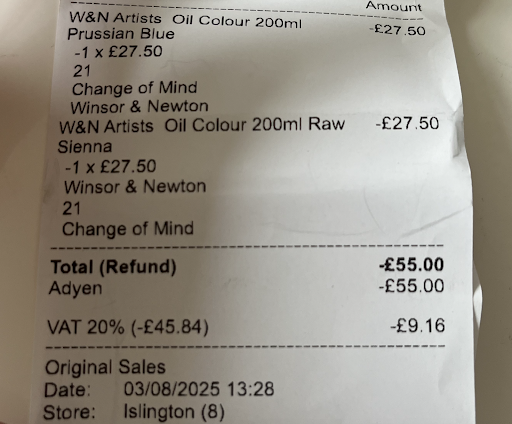 Amount
W&N Artists Oil Colour 200ml -£27.50
Prussian Blue
-1 x £27.50
21
Change of Mind
Winsor & Newton
W&N Artists Oil Colour 200ml Raw -£27.50
Sienna
-1 x £27.50
Winsor & Newton
21
Change of Mind
Total (Refund) -£55.00
Adyen -£55.00
VAT 20% (-£45.84) -£9.16
Original Sales
Date: 03/08/2025 13:28
Store: Islington (8)